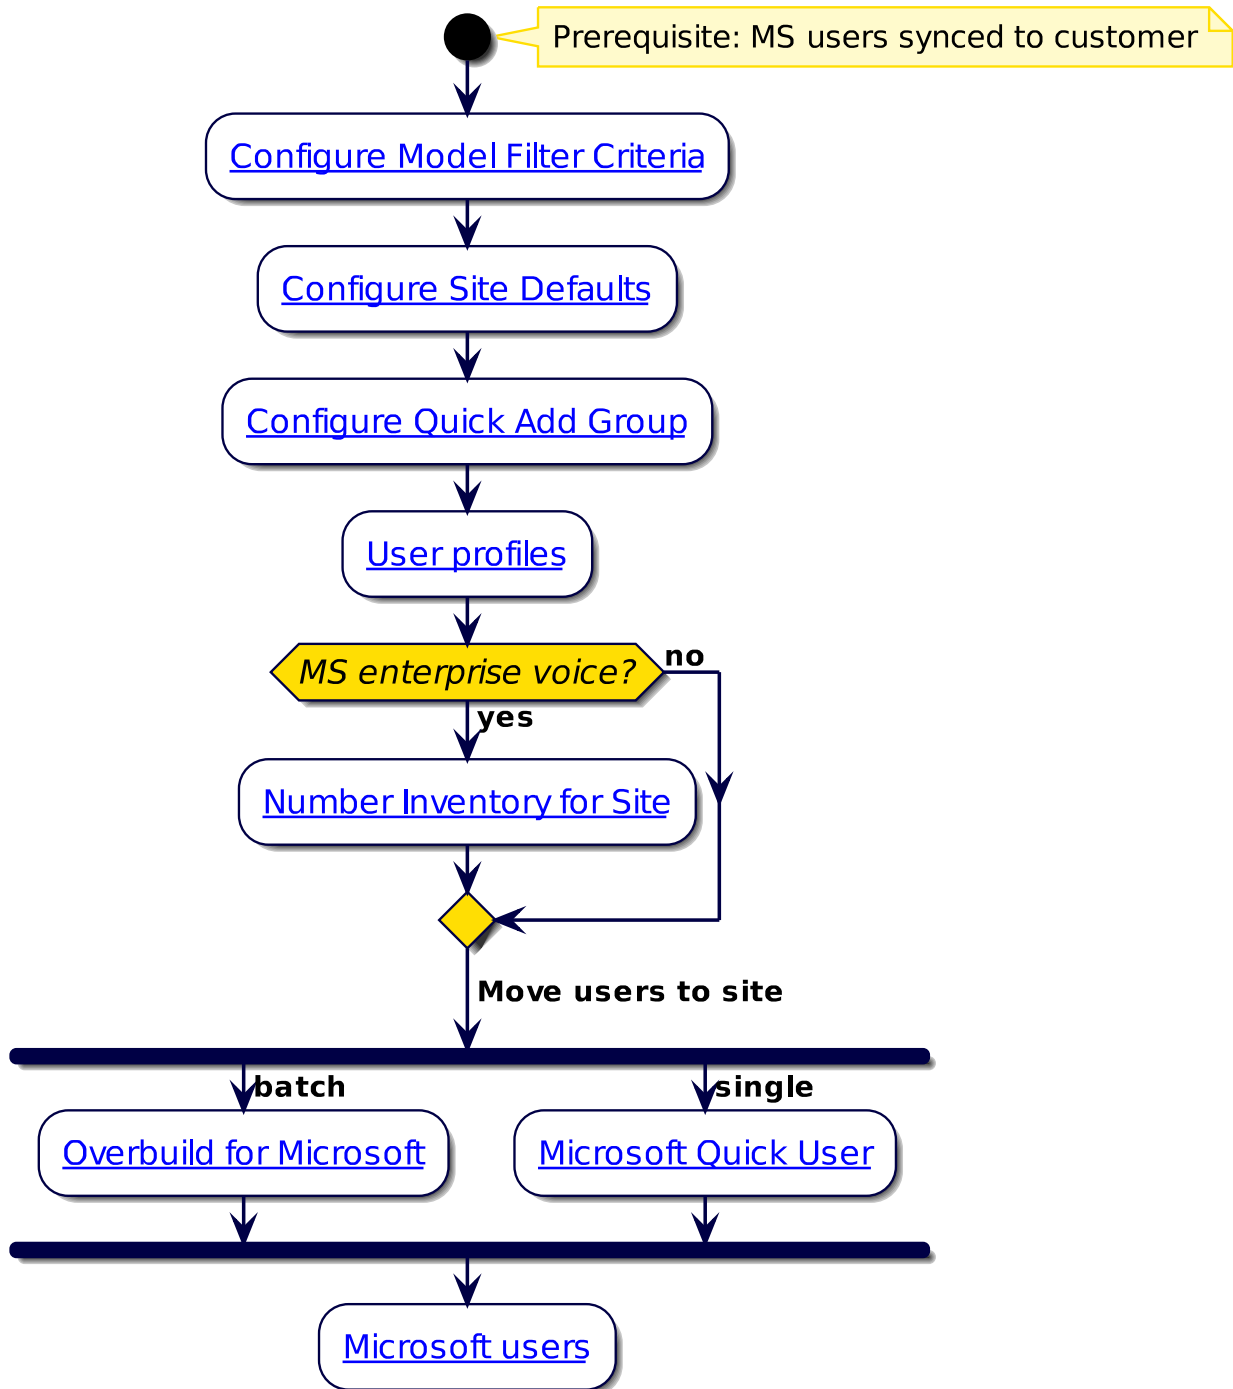 Prerequisite: MS users synced to customer
Configure Model Filter Criteria
Configure Site Defaults
Configure Quick Add Group
User profiles
MS enterprise voice?
no
yes
Number Inventory for Site
Move users to site
batch
single
Overbuild for Microsoft
Microsoft Quick User
Microsoft users